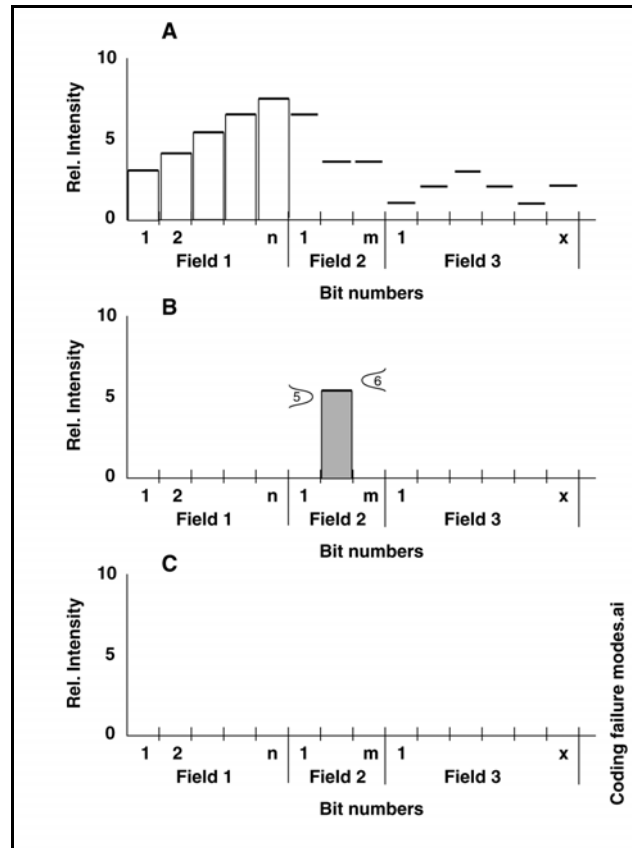 A
Rel. Intensity
10
5
0
1 2 n 1 m 1 x
Field 1 Field 2 Field 3
Bit numbers
B
Rel. Intensity
10
5
0
5
6
1 2 n 1 m 1 x
Field 1 Field 2 Field 3
Bit numbers
C
Rel. Intensity
10
5
0
1 2 n 1 m 1 x
Field 1 Field 2 Field 3
Bit numbers
Coding failure modes.ai